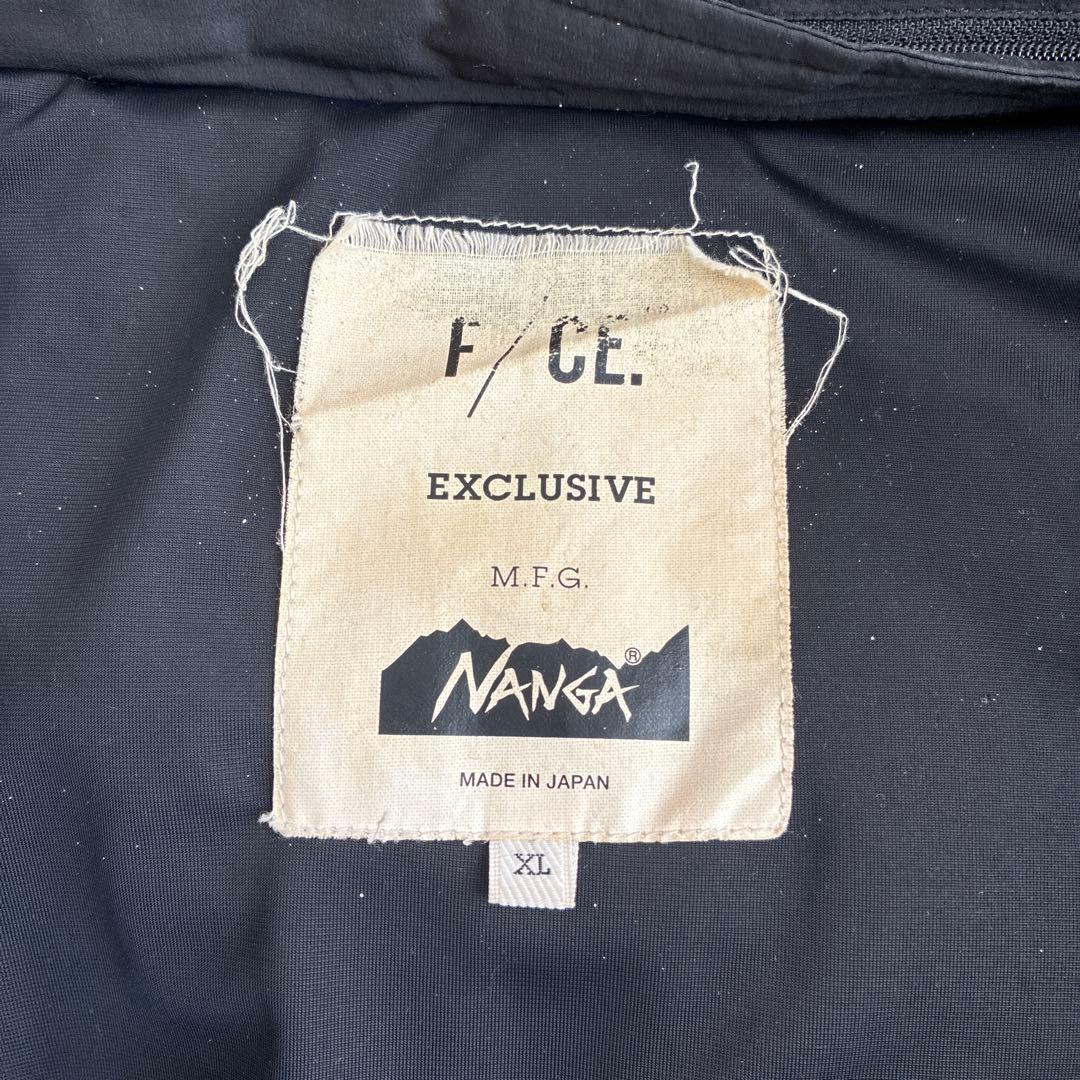 F/CE.
EXCLUSIVE
M.F.G.
NANGA®
MADE IN JAPAN
XL